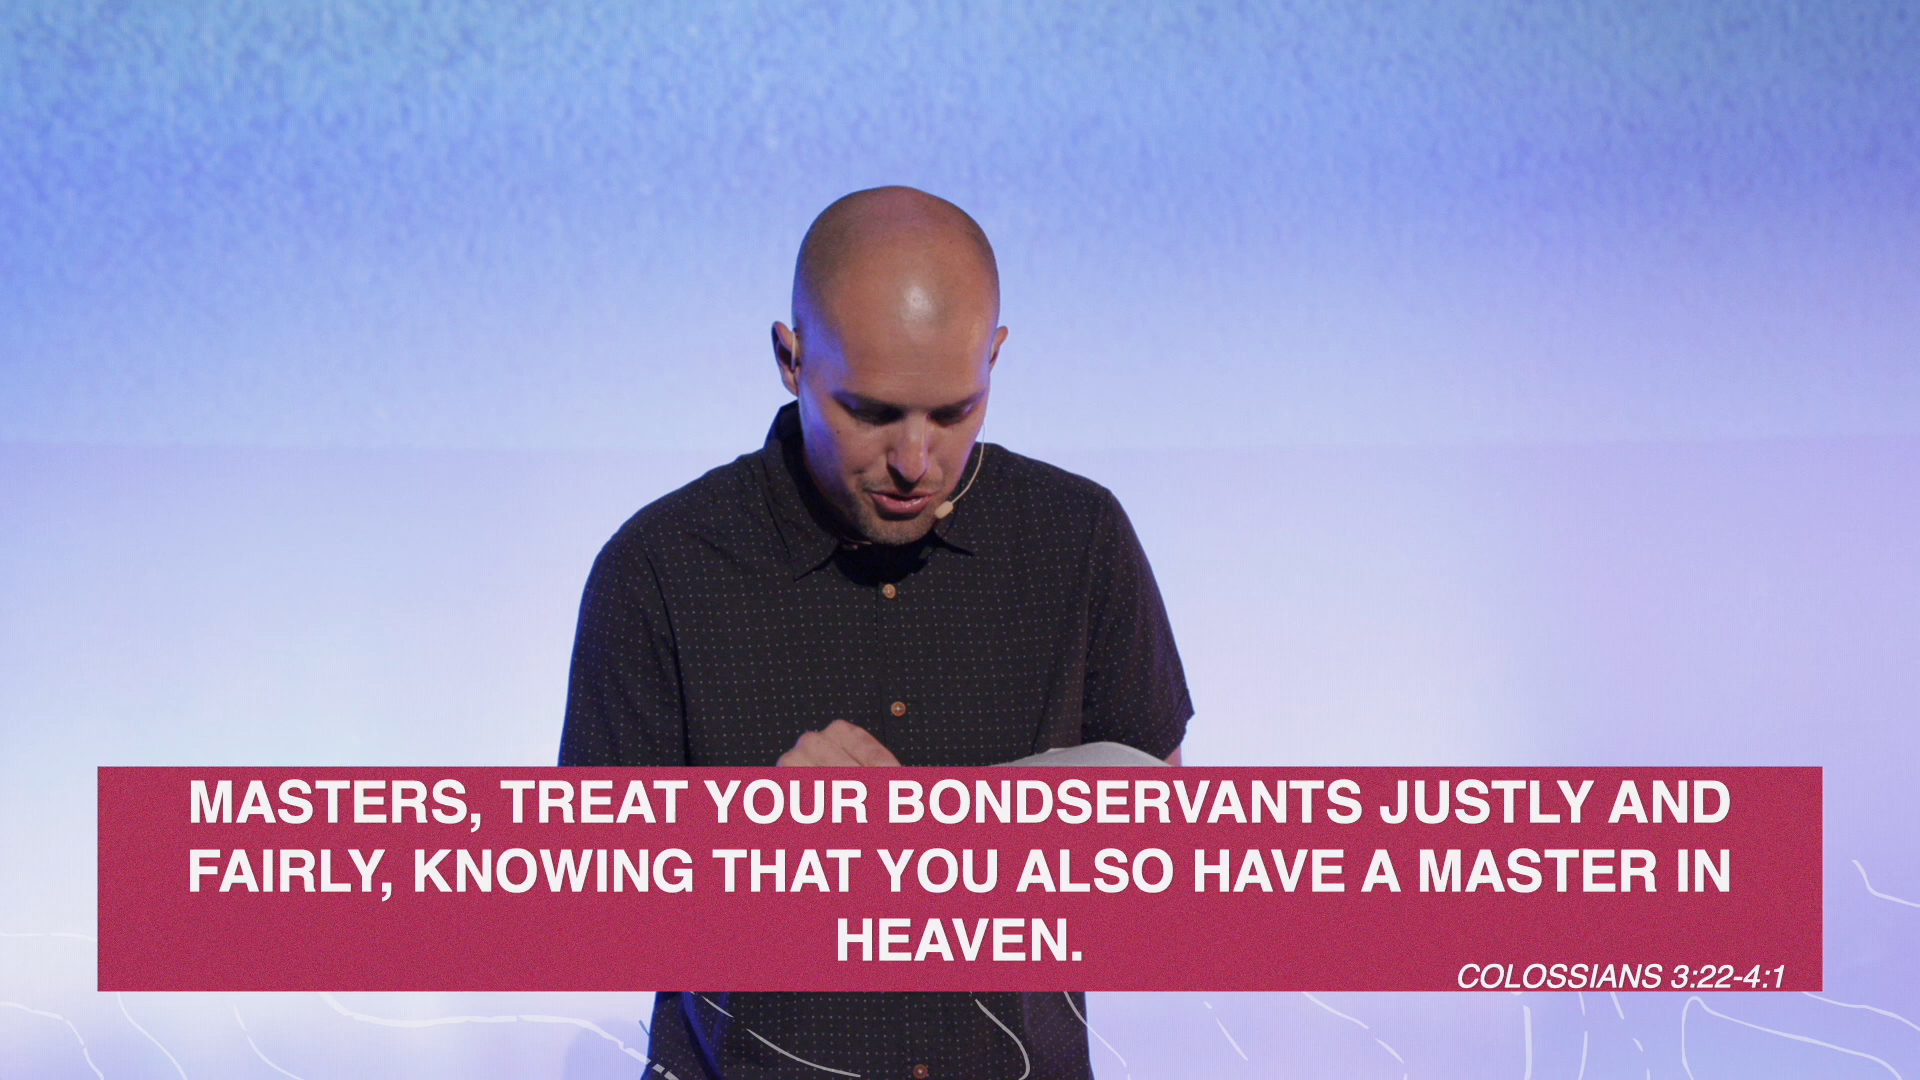 MASTERS, TREAT YOUR BONDSERVANTS JUSTLY AND
FAIRLY, KNOWING THAT YOU ALSO HAVE A MASTER IN
HEAVEN.
COLOSSIANS 3:22-4:1